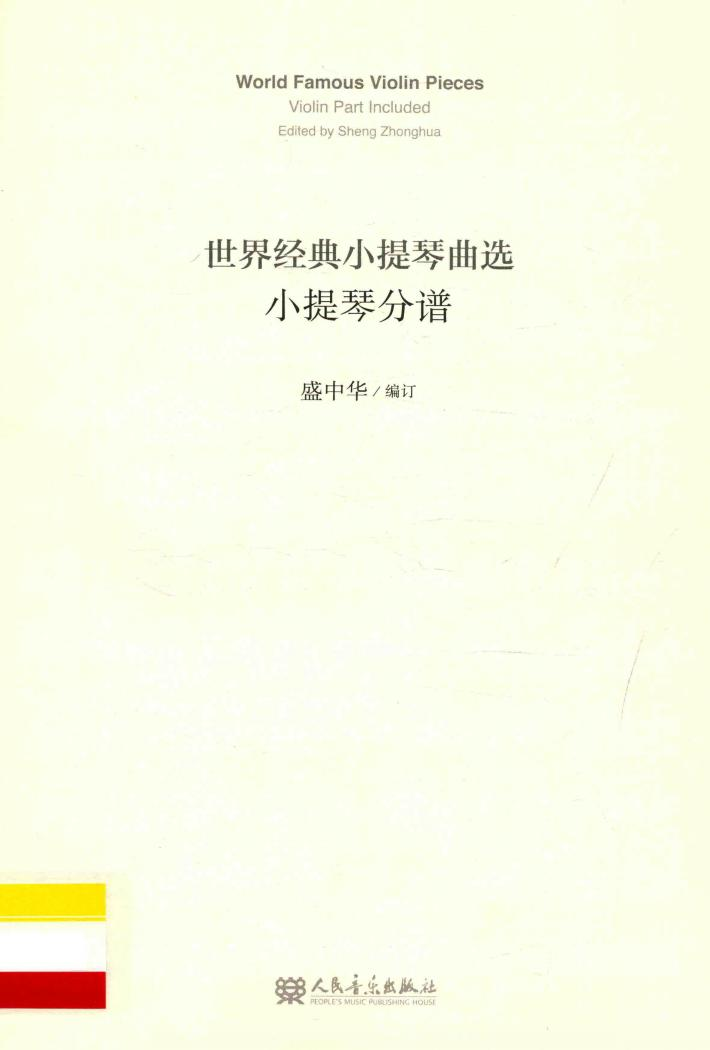 World Famous Violin Pieces
Violin Part Included
Edited by Sheng Zhonghua
世界经典小提琴曲选
小提琴分谱
盛中华/编订
人民音乐出版社
PEOPLE'S MUSIC PUBLISHING HOUSE